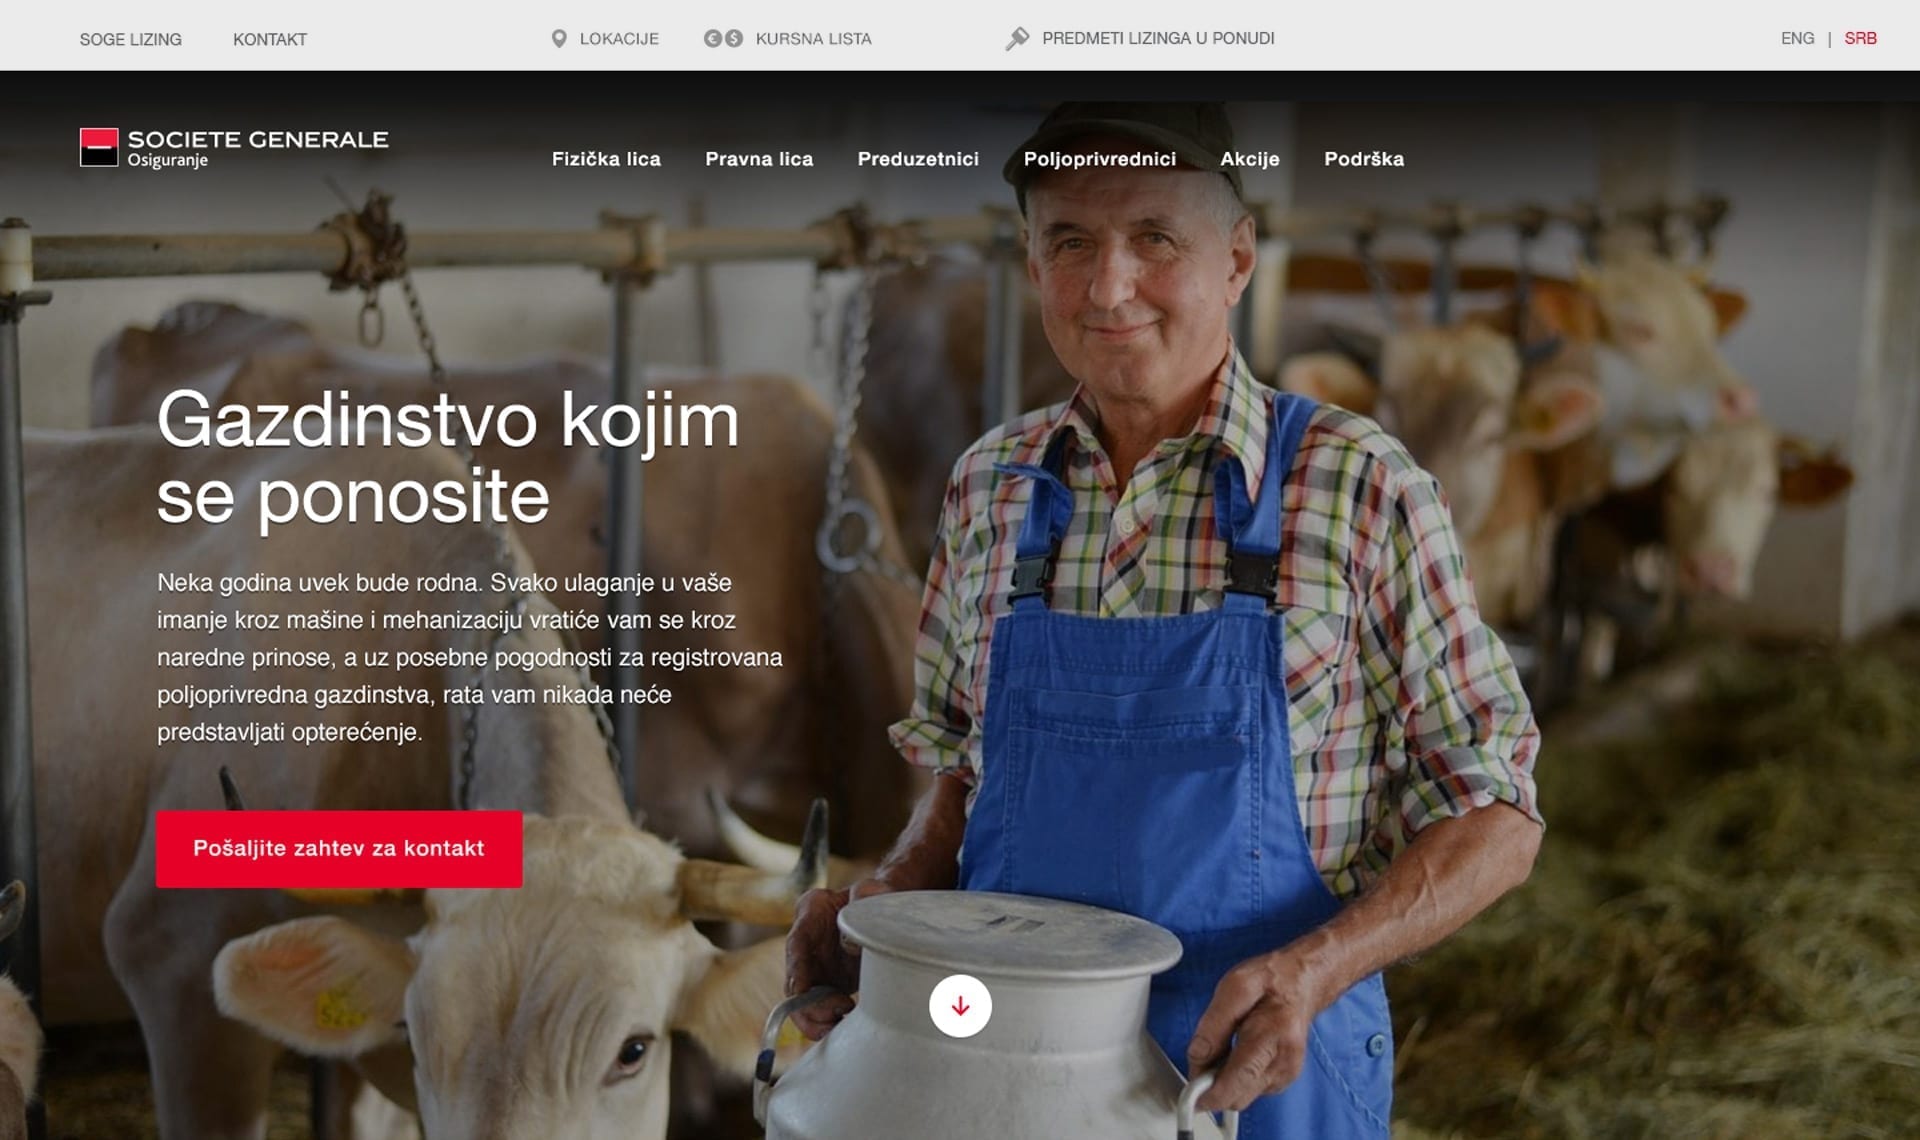 SOGE LIZING
KONTAKT
LOKACIJE
KURSNA LISTA
PREDMETI LIZINGA U PONUDI
ENG | SRB
SOCIETE GENERALE
Osiguranje
Fizička lica
Pravna lica
Preduzetnici
Poljoprivrednici
Akcije
Podrška
Gazdinstvo kojim
se ponosite
Neka godina uvek bude rodna. Svako ulaganje u vaše
imanje kroz mašine i mehanizaciju vratiće vam se kroz
naredne prinose, a uz posebne pogodnosti za registrovana
poljoprivredna gazdinstva, rata vam nikada neće
predstavljati opterećenje.
Pošaljite zahtev za kontakt